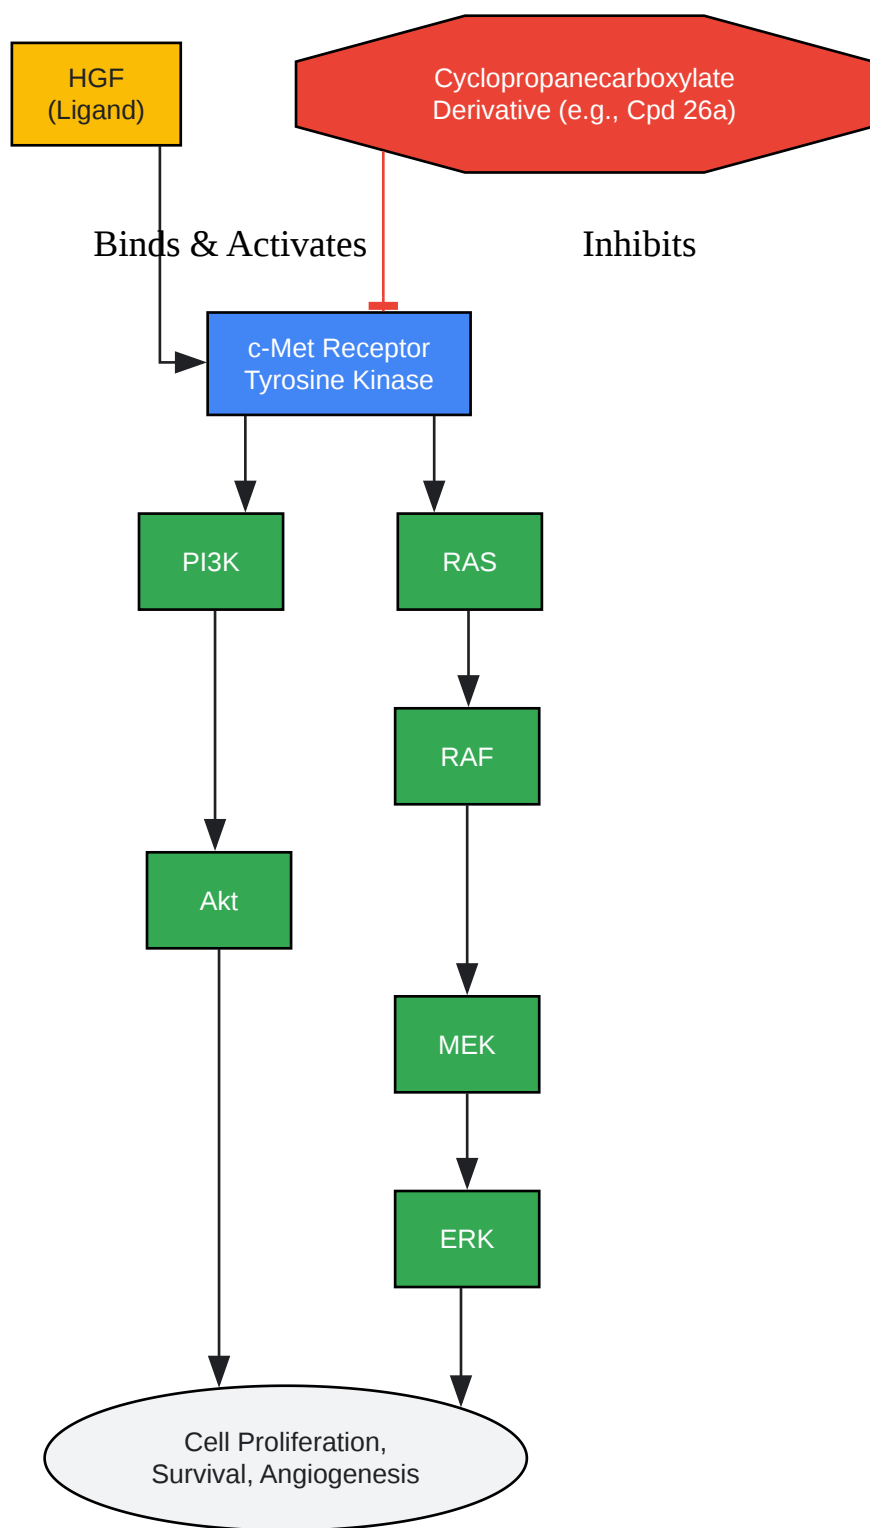 HGF
(Ligand)
Cyclopropanecarboxylate
Derivative (e.g., Cpd 26a)
Binds & Activates
Inhibits
c-Met Receptor
Tyrosine Kinase
PI3K
RAS
RAF
Akt
MEK
ERK
Cell Proliferation,
Survival, Angiogenesis